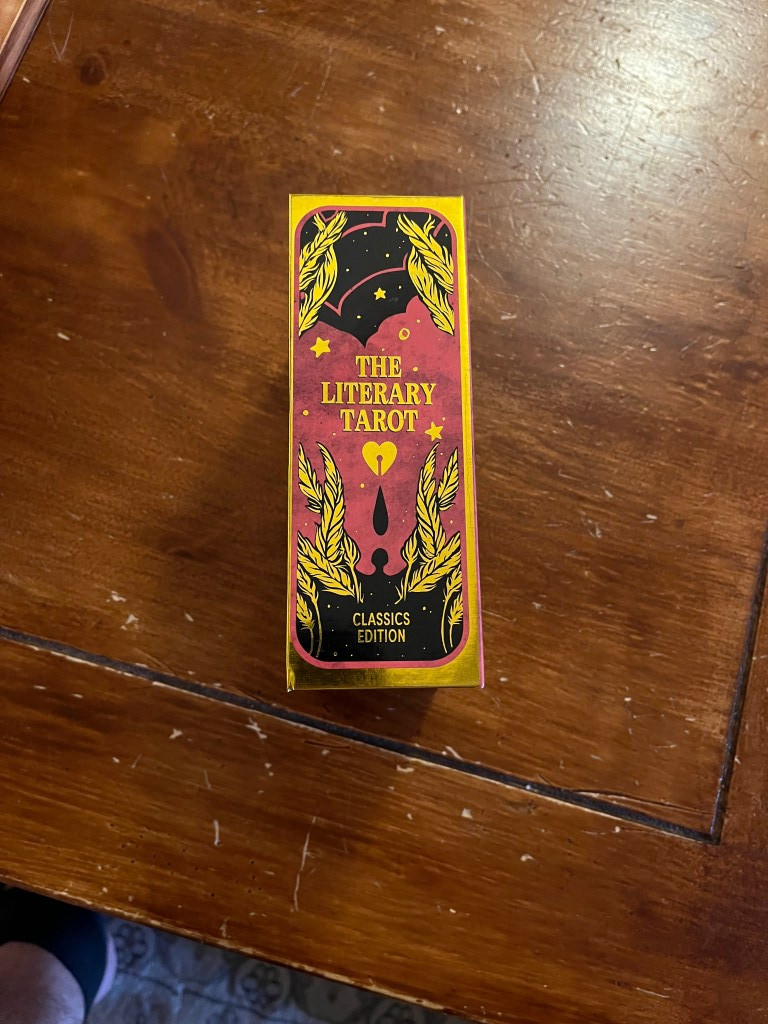 THE
LITERARY
TAROT
CLASSICS
EDITION